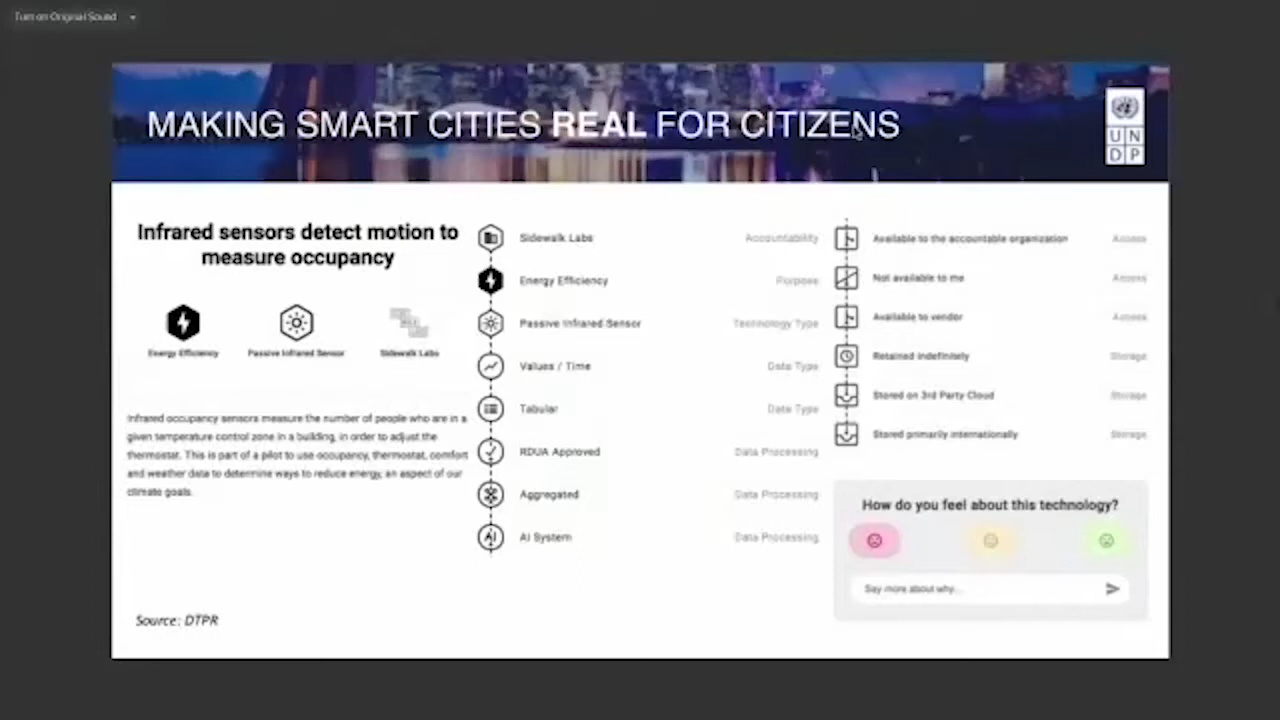 Turn on Original Sound
MAKING SMART CITIES REAL FOR CITIZENS
U N
D P
Infrared sensors detect motion to
measure occupancy
Energy Efficiency
Passive Infrared Sensor
Sidewalk Labs
Infrared occupancy sensors measure the number of people who are in a
given temperature control zone in a building, in order to adjust the
thermostat. This is part of a pilot to use occupancy, thermostat, comfort
and weather data to determine ways to reduce energy, an aspect of our
climate goals.
Source: DTPR
Sidewalk Labs Accountability
Energy Efficiency Purpose
Passive Infrared Sensor Technology Type
Values / Time Data Type
Tabular Data Type
RDUA Approved Data Processing
Aggregated Data Processing
AI System Data Processing
Available to the accountable organization Access
Not available to me Access
Available to vendor Access
Retained indefinitely Storage
Stored on 3rd Party Cloud Storage
Stored primarily internationally Storage
How do you feel about this technology?
Say more about why...